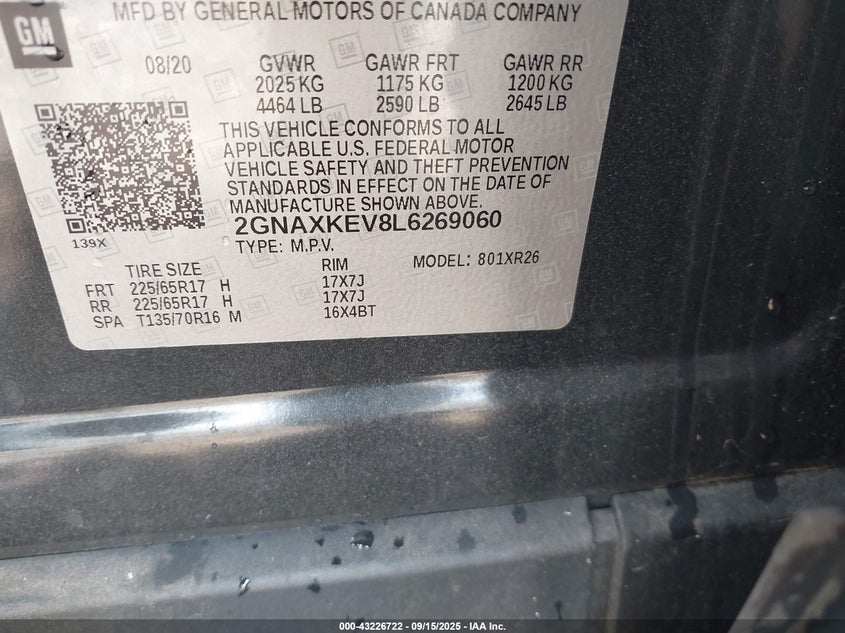 MFD BY GENERAL MOTORS OF CANADA COMPANY
GM
08/20 GVWR GAWR FRT GAWR RR
2025 KG 1175 KG 1200 KG
4464 LB 2590 LB 2645 LB
THIS VEHICLE CONFORMS TO ALL
APPLICABLE U.S. FEDERAL MOTOR
VEHICLE SAFETY AND THEFT PREVENTION
STANDARDS IN EFFECT ON THE DATE OF
MANUFACTURE SHOWN ABOVE.
139X
2GNAXKEV8L6269060
TYPE: M.P.V.
TIRE SIZE RIM MODEL: 801XR26
FRT 225/65R17 H 17X7J
RR 225/65R17 H 17X7J
SPA T135/70R16 M 16X4BT
000-43226722 - 09/15/2025 - IAA Inc.